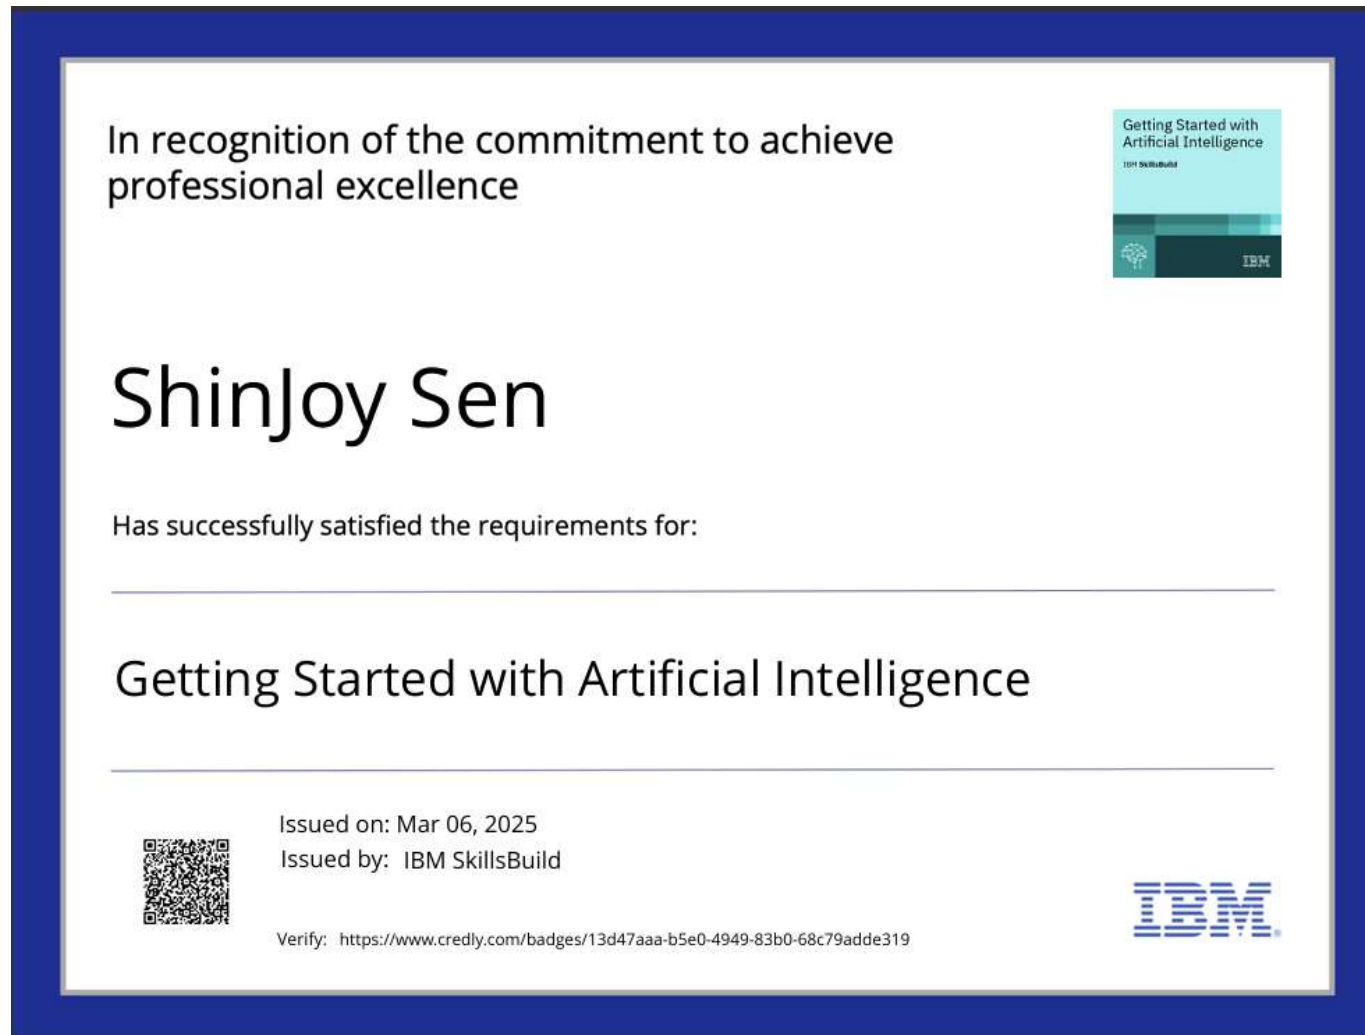 In recognition of the commitment to achieve
professional excellence
Getting Started with
Artificial Intelligence
IBM SkillsBuild
IBM
ShinJoy Sen
Has successfully satisfied the requirements for:
Getting Started with Artificial Intelligence
Issued on: Mar 06, 2025
Issued by: IBM SkillsBuild
Verify: https://www.credly.com/badges/13d47aaa-b5e0-4949-83b0-68c79adde319
IBM.